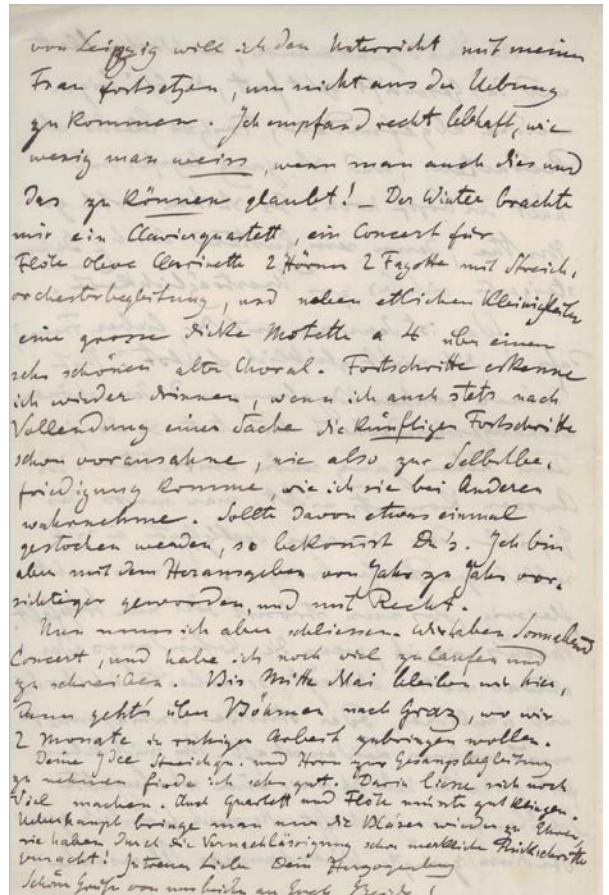 von Leipzig will ich den Unterricht mit meiner
Frau fortsetzen, um nicht aus der Uebung
zu kommen. Ich empfand recht lebhaft, wie
wenig man weiss, wenn man auch dies und
das zu können glaubt! – Der Winter brachte
mir ein Clavierquartett, ein Concert für
Flöte Oboe Clarinette 2 Hörner 2 Fagotte mit Streich,
orchesterbegleitung, und neben etlichen Kleinigkeiten
eine grosse dicke Motette a 4 über einen
sehr schönen alten Choral. Fortschritte erkenne
ich wieder drinnen, wenn ich auch stets nach
Vollendung einer Sache die künftigen Fortschritte
schon vorausahne, nie also zur Selbstbe,
friedigung komme, wie ich sie bei Anderen
wahrnehme. Sollte davon etwas einmal
gestochen werden, so bekommst Du's. Ich bin
aber mit dem Herausgeben von Jahr zu Jahr vor,
sichtiger geworden, und mit Recht.
Nun muss ich aber schliessen. Wir haben Sonnabend
Concert, und habe ich noch viel zu laufen und
zu schreiben. Bis Mitte Mai bleiben wir hier,
dann geht's über Böhmen nach Graz, wo wir
2 Monate in ruhiger Arbeit zubringen wollen.
Deine Idee Streichqu. und Horn zur Gesangsbegleitung
zu nehmen finde ich sehr gut. Darin liesse sich noch
Viel machen. Auch Quartett und Flöte müsste gut klingen.
Ueberhaupt bringe man nur die Bläser wieder zu Ehren,
sie haben durch die Vernachlässigung schon merkliche Rückschritte
gemacht! In treuer Liebe Dein Herzogenberg
Schöne Grüsse von uns beiden an Euch Beide!